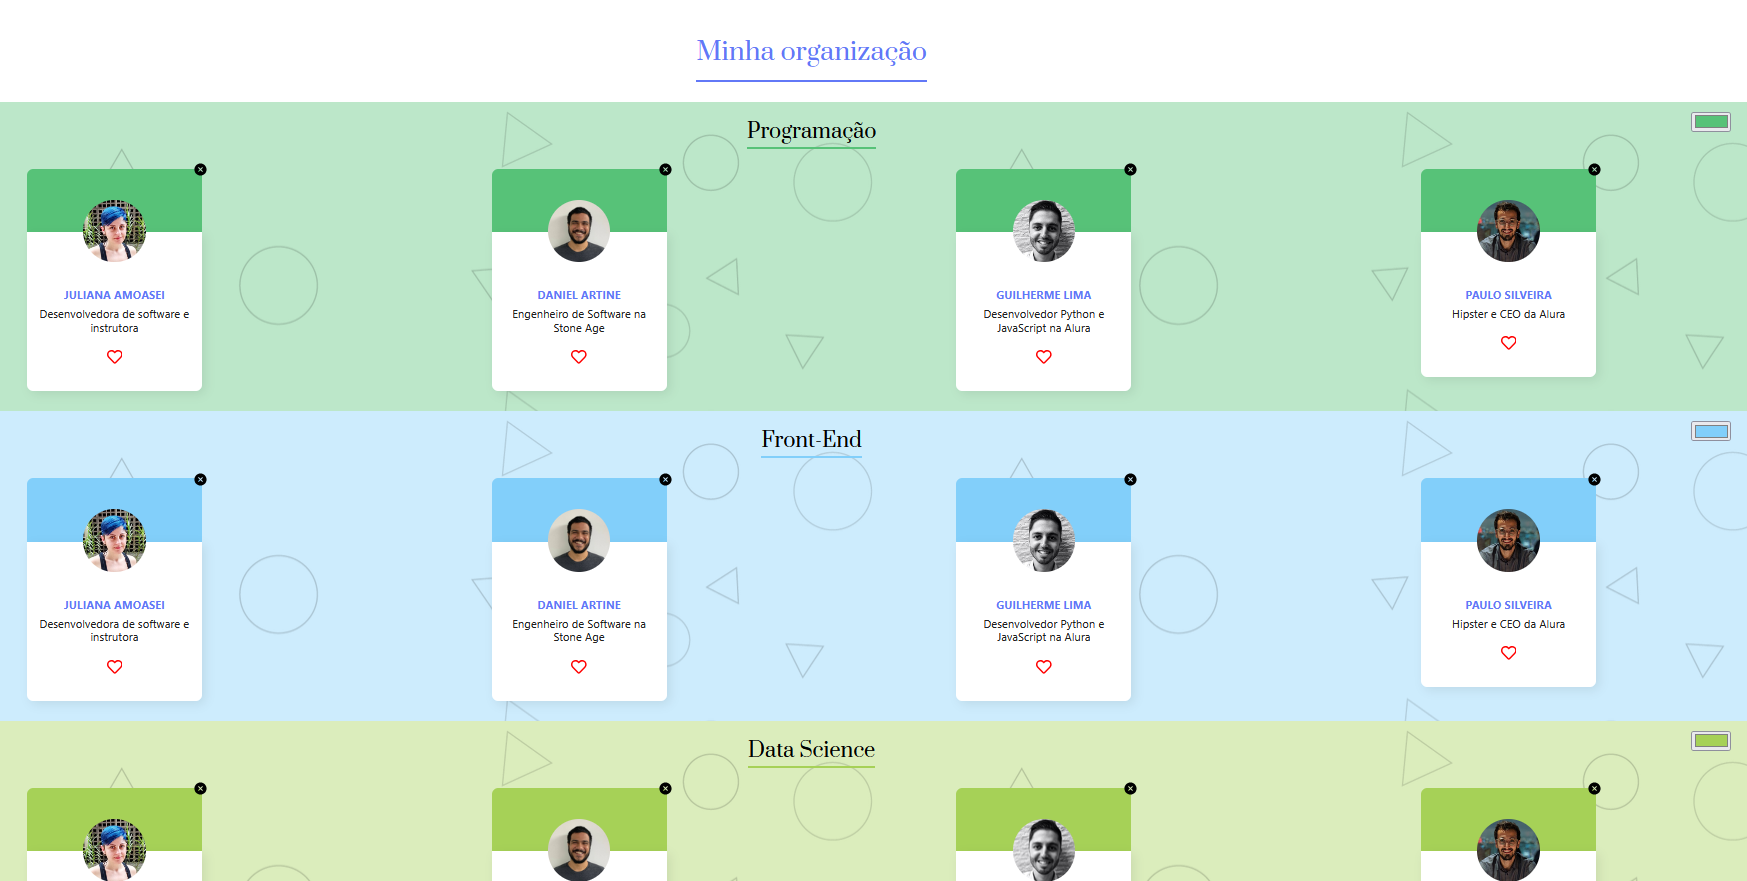 Minha organização
Programação
JULIANA AMOASEI
Desenvolvedora de software e
instrutora
DANIEL ARTINE
Engenheiro de Software na
Stone Age
GUILHERME LIMA
Desenvolvedor Python e
JavaScript na Alura
PAULO SILVEIRA
Hipster e CEO da Alura
Front-End
JULIANA AMOASEI
Desenvolvedora de software e
instrutora
DANIEL ARTINE
Engenheiro de Software na
Stone Age
GUILHERME LIMA
Desenvolvedor Python e
JavaScript na Alura
PAULO SILVEIRA
Hipster e CEO da Alura
Data Science